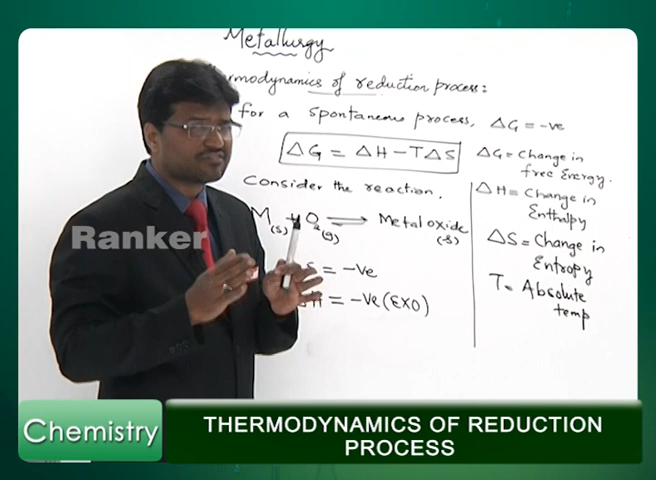 Metallurgy
rmodynamics of reduction process:
for a spontaneous process, ΔG = -ve
ΔG = ΔH - TΔS
ΔG = Change in
free Energy.
Consider the reaction.
M(s) + O2(g) ⇌ Metal oxide (s)
S = -Ve
ΔH = -Ve (EXO)
ΔH = Change in
Enthalpy
ΔS = Change in
Entropy
T = Absolute
temp
Ranker
Chemistry
THERMODYNAMICS OF REDUCTION
PROCESS